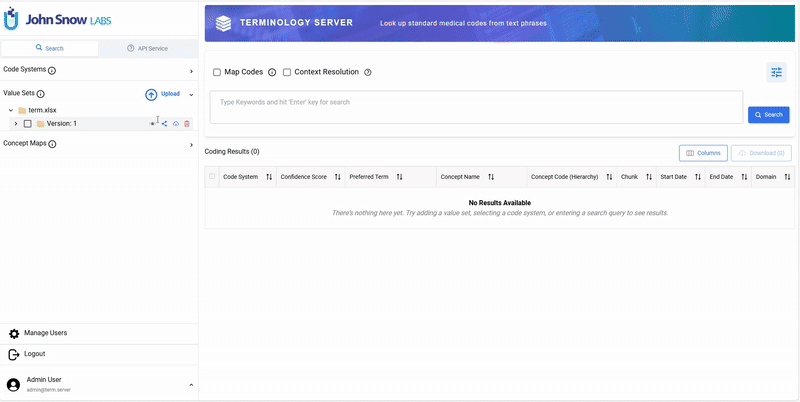 John Snow LABS
Search
API Service
Code Systems
Value Sets
Upload
term.xlsx
Version: 1
Concept Maps
Manage Users
Logout
Admin User
admin@term.server
TERMINOLOGY SERVER
Look up standard medical codes from text phrases
Map Codes
Context Resolution
Type Keywords and hit 'Enter' key for search
Search
Coding Results (0)
Columns
Download (0)
Code System
Confidence Score
Preferred Term
Concept Name
Concept Code (Hierarchy)
Chunk
Start Date
End Date
Domain
No Results Available
There's nothing here yet. Try adding a value set, selecting a code system, or entering a search query to see results.